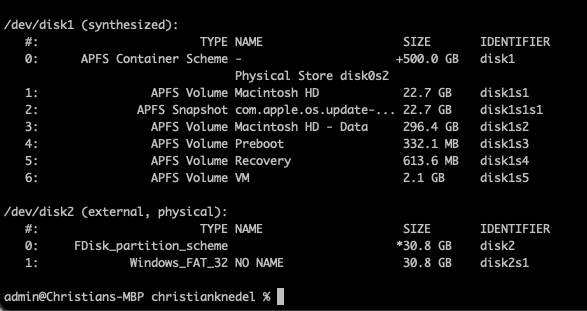 /dev/disk1 (synthesized):
#: TYPE NAME SIZE IDENTIFIER
0: APFS Container Scheme - +500.0 GB disk1
Physical Store disk0s2
1: APFS Volume Macintosh HD 22.7 GB disk1s1
2: APFS Snapshot com.apple.os.update-... 22.7 GB disk1s1s1
3: APFS Volume Macintosh HD - Data 296.4 GB disk1s2
4: APFS Volume Preboot 332.1 MB disk1s3
5: APFS Volume Recovery 613.6 MB disk1s4
6: APFS Volume VM 2.1 GB disk1s5
/dev/disk2 (external, physical):
#: TYPE NAME SIZE IDENTIFIER
0: FDisk_partition_scheme *30.8 GB disk2
1: Windows_FAT_32 NO NAME 30.8 GB disk2s1
admin@Christians-MBP christianknedel %